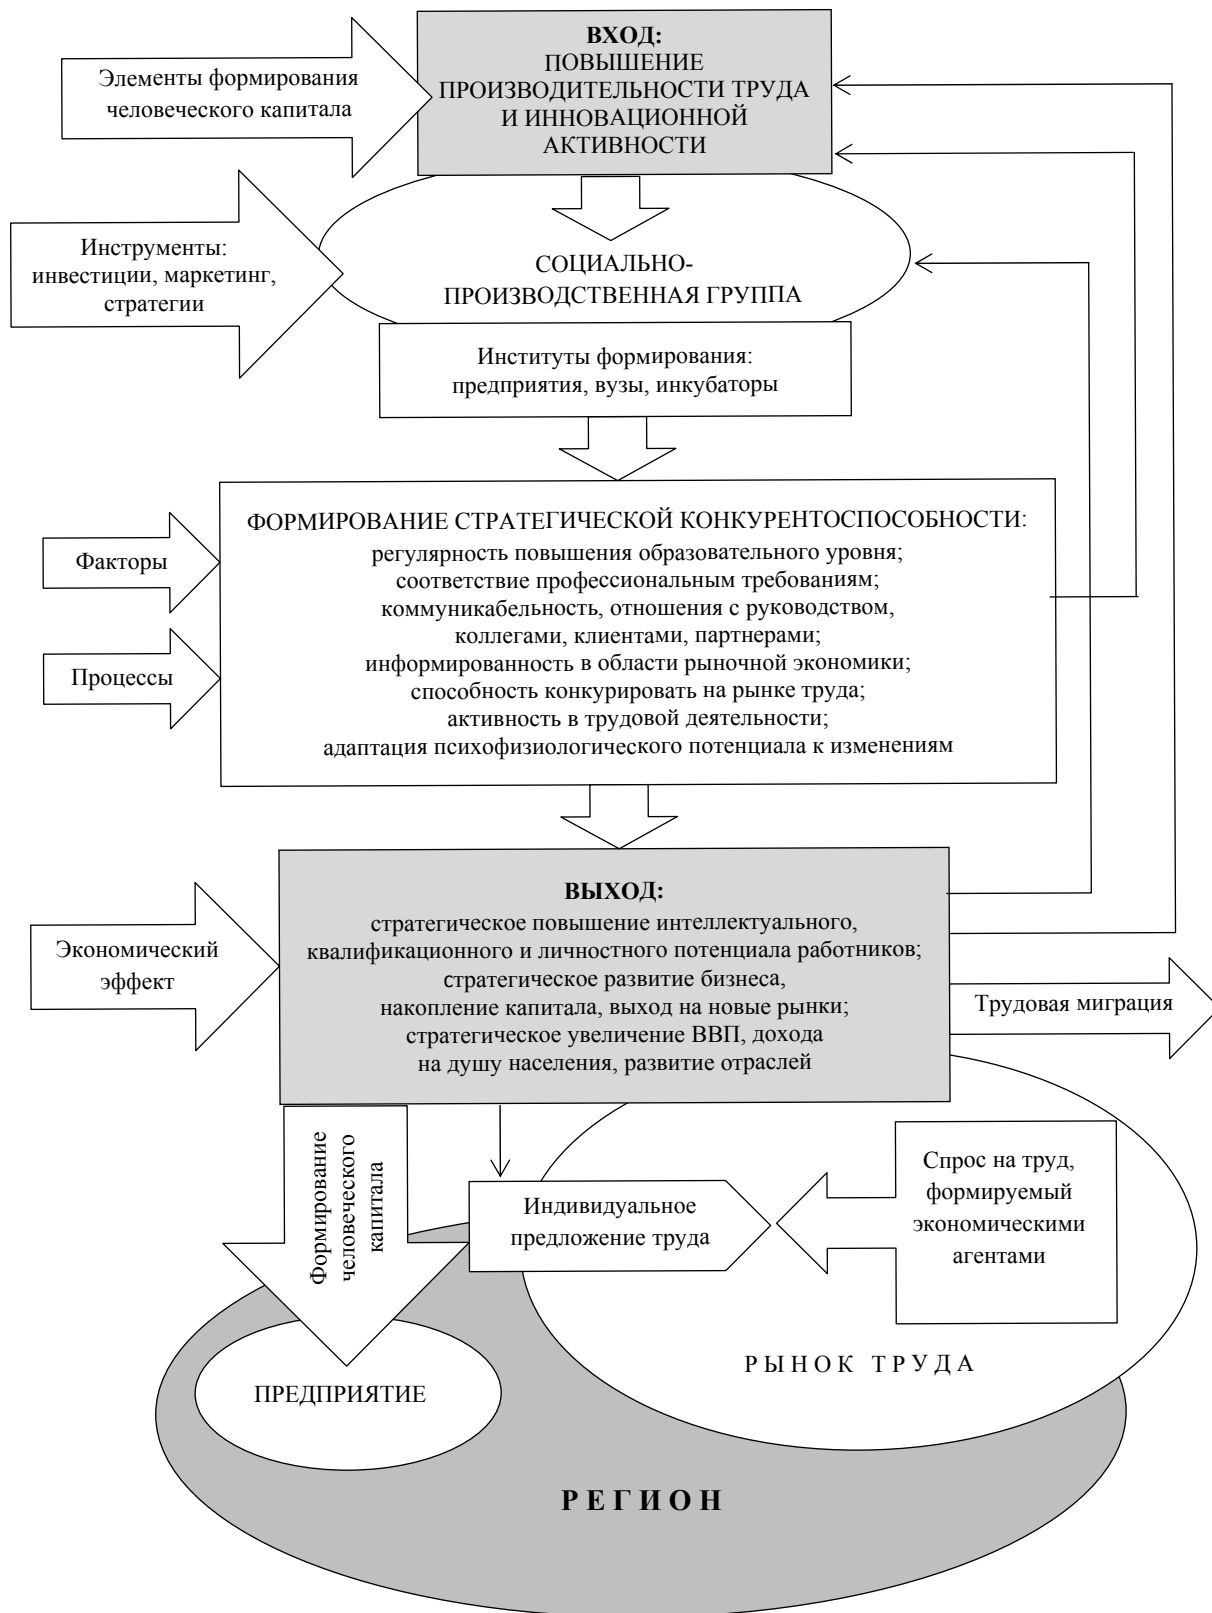 ВХОД:
ПОВЫШЕНИЕ
ПРОИЗВОДИТЕЛЬНОСТИ ТРУДА
И ИННОВАЦИОННОЙ
АКТИВНОСТИ
Элементы формирования
человеческого капитала
Инструменты:
инвестиции, маркетинг,
стратегии
СОЦИАЛЬНО-
ПРОИЗВОДСТВЕННАЯ ГРУППА
Институты формирования:
предприятия, вузы, инкубаторы
Факторы
Процессы
ФОРМИРОВАНИЕ СТРАТЕГИЧЕСКОЙ КОНКУРЕНТОСПОСОБНОСТИ:
регулярность повышения образовательного уровня;
соответствие профессиональным требованиям;
коммуникабельность, отношения с руководством,
коллегами, клиентами, партнерами;
информированность в области рыночной экономики;
способность конкурировать на рынке труда;
активность в трудовой деятельности;
адаптация психофизиологического потенциала к изменениям
Экономический
эффект
ВЫХОД:
стратегическое повышение интеллектуального,
квалификационного и личностного потенциала работников;
стратегическое развитие бизнеса,
накопление капитала, выход на новые рынки;
стратегическое увеличение ВВП, дохода
на душу населения, развитие отраслей
Трудовая миграция
Формирование
человеческого
капитала
Индивидуальное
предложение труда
Спрос на труд,
формируемый
экономическими
агентами
РЫНОК ТРУДА
ПРЕДПРИЯТИЕ
РЕГИОН